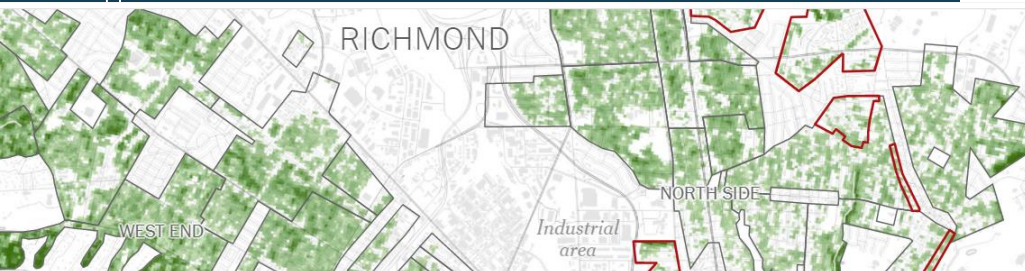 RICHMOND
NORTH SIDE
WEST END
Industrial
area